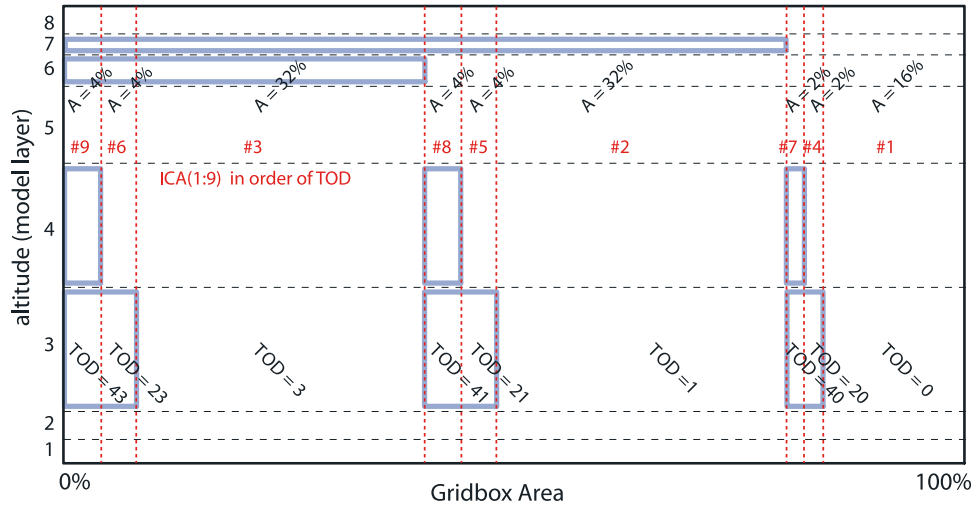 8
7
6
A = 4%
A = 4%
A = 32%
A = 4%
A = 4%
A = 32%
A = 2%
A = 2%
A = 16%
5
#9
#6
#3
#8
#5
#2
#7
#4
#1
ICA(1:9) in order of TOD
4
altitude (model layer)
3
TOD = 43
TOD = 23
TOD = 3
TOD = 41
TOD = 21
TOD =1
TOD = 40
TOD = 20
TOD = 0
2
1
0%
Gridbox Area
100%